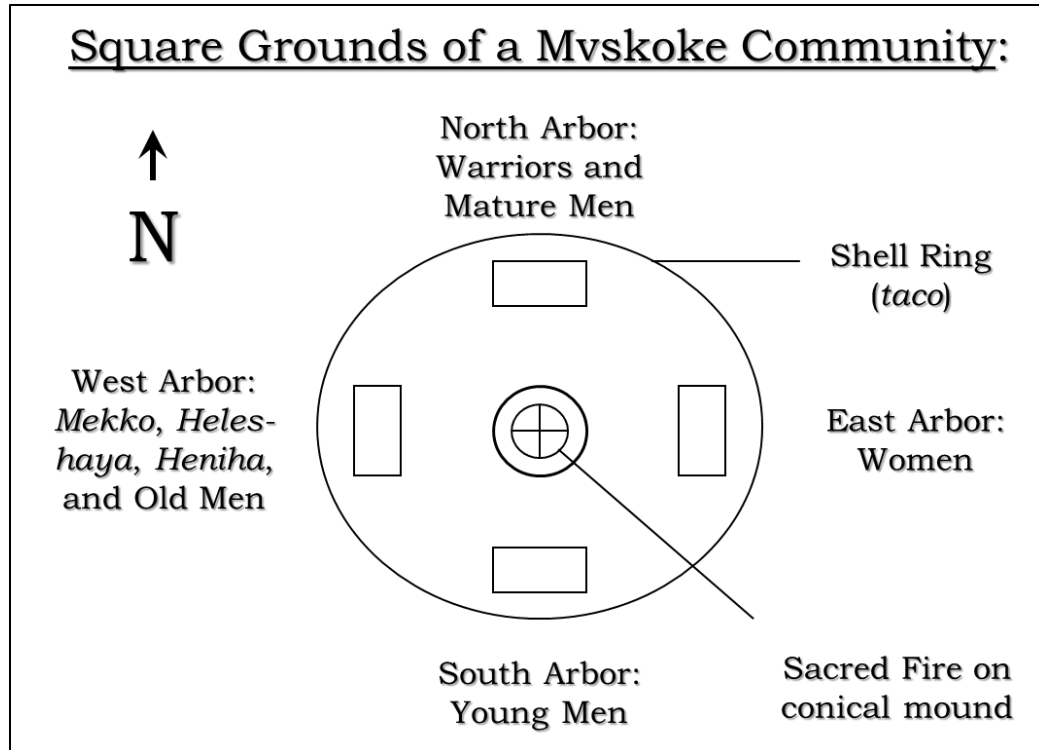 Square Grounds of a Mvskoke Community:
North Arbor:
Warriors and
Mature Men
N
Shell Ring
(taco)
West Arbor:
Mekko, Heles-
haya, Heniha,
and Old Men
East Arbor:
Women
South Arbor:
Young Men
Sacred Fire on
conical mound